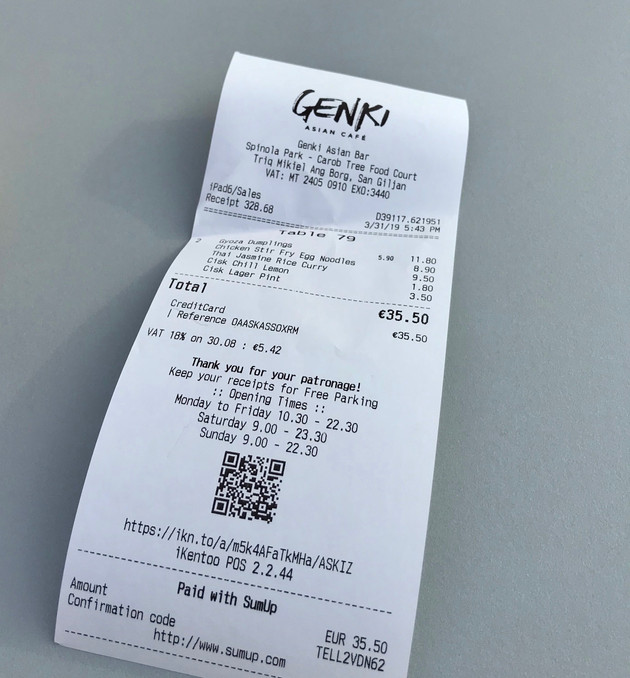 GENKI
ASIAN CAFÉ
Genki Asian Bar
Spinola Park - Carob Tree Food Court
Triq Mikiel Ang Borg, San Giljan
VAT: MT 2405 0910 EXO:3440
iPad6/Sales D39117.621951
Receipt 328.68 3/31/19 5:43 PM
Table 79
2 Gyoza Dumplings 5.90 11.80
Chicken Stir Fry Egg Noodles 8.90
Thai Jasmine Rice Curry 9.50
Cisk Chill Lemon 1.80
Cisk Lager Pint 3.50
Total €35.50
CreditCard €35.50
| Reference OAASKASSOXRM
VAT 18% on 30.08 : €5.42
Thank you for your patronage!
Keep your receipts for Free Parking
:: Opening Times ::
Monday to Friday 10.30 - 22.30
Saturday 9.00 - 23.30
Sunday 9.00 - 22.30
https://ikn.to/a/m5k4AFaTkMHa/ASKIZ
iKentoo POS 2.2.44
Paid with SumUp
Amount EUR 35.50
Confirmation code TELL2VDN62
http://www.sumup.com